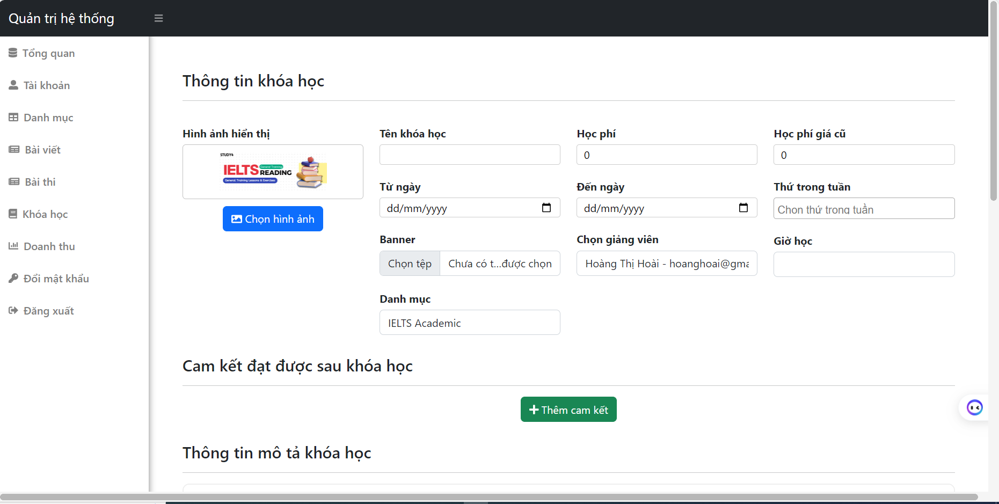 Quản trị hệ thống
Tổng quan
Tài khoản
Danh mục
Bài viết
Bài thi
Khóa học
Doanh thu
Đổi mật khẩu
Đăng xuất
Thông tin khóa học
Hình ảnh hiển thị
STUDY4
IELTS General Training
READING
General Training Lessons & Exercises
Chọn hình ảnh
Tên khóa học
Học phí
0
Học phí giá cũ
0
Từ ngày
dd/mm/yyyy
Đến ngày
dd/mm/yyyy
Thứ trong tuần
Chọn thứ trong tuần
Banner
Chọn tệp Chưa có t...được chọn
Chọn giảng viên
Hoàng Thị Hoài - hoanghoai@gma
Giờ học
Danh mục
IELTS Academic
Cam kết đạt được sau khóa học
Thêm cam kết
Thông tin mô tả khóa học